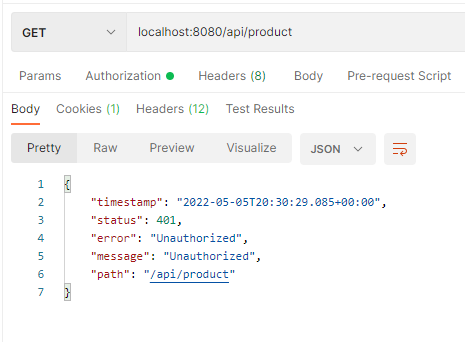 GET localhost:8080/api/product
Params Authorization Headers (8) Body Pre-request Script
Body Cookies (1) Headers (12) Test Results
Pretty Raw Preview Visualize JSON
1 {
2 "timestamp": "2022-05-05T20:30:29.085+00:00",
3 "status": 401,
4 "error": "Unauthorized",
5 "message": "Unauthorized",
6 "path": "/api/product"
7 }